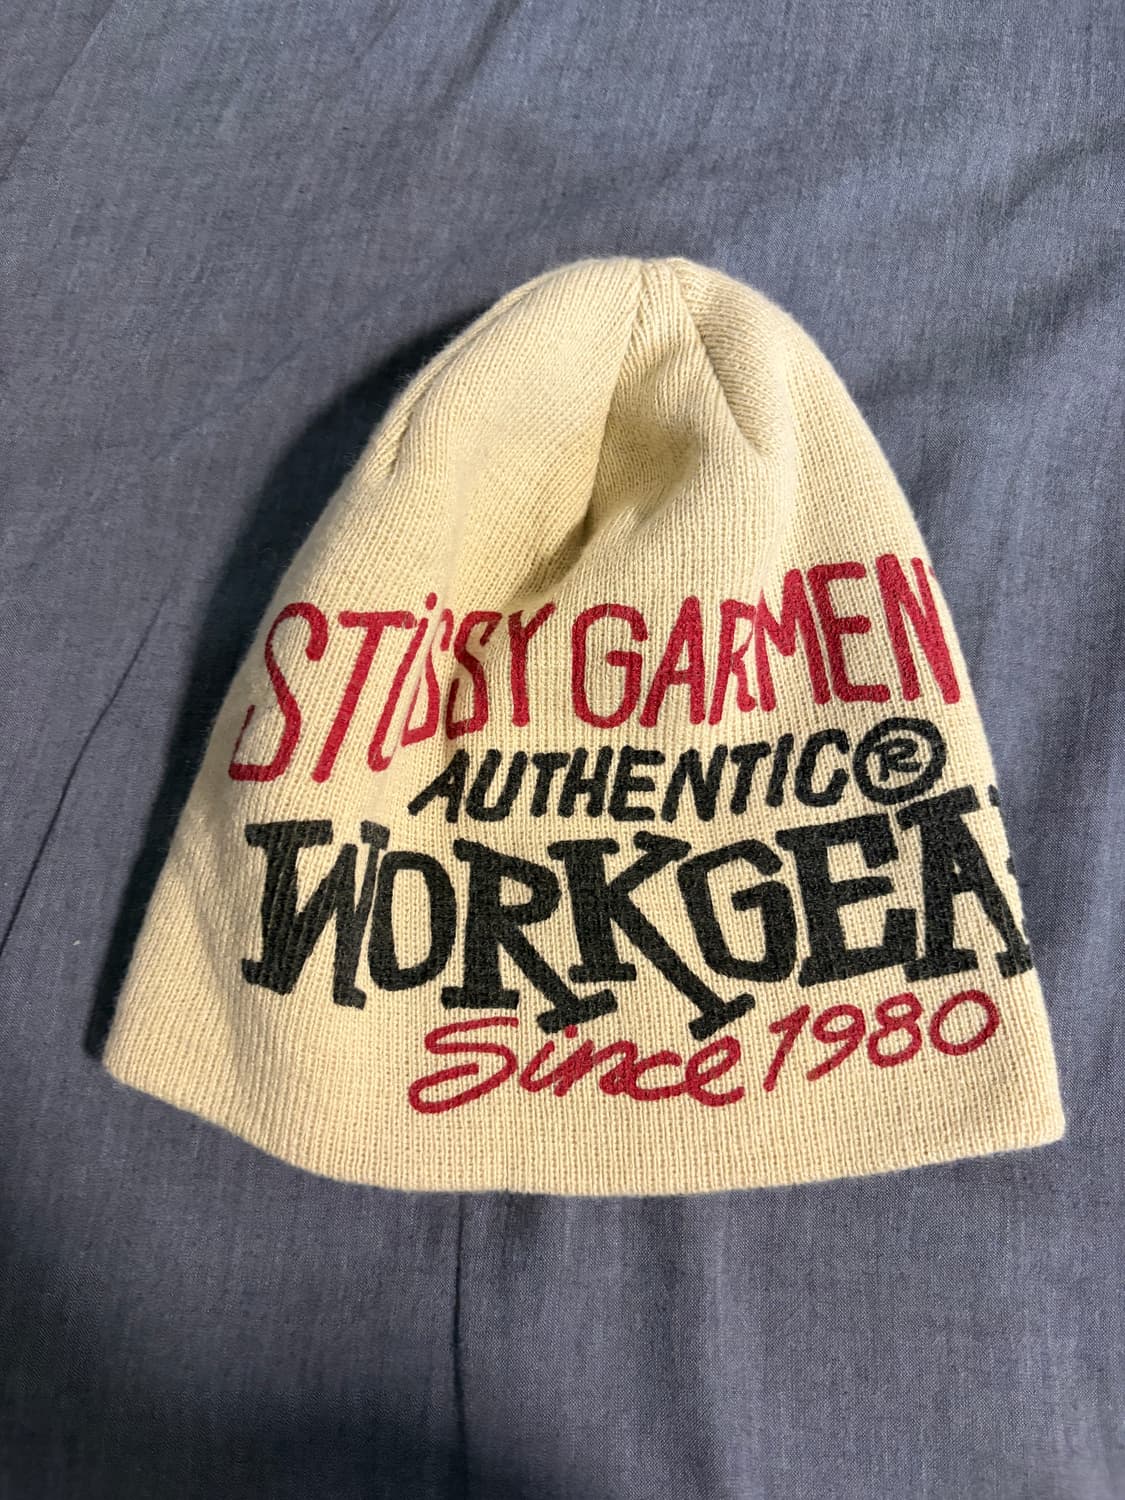 STüSSY GARMEN
AUTHENTIC®
WORKGEA
Since 1980